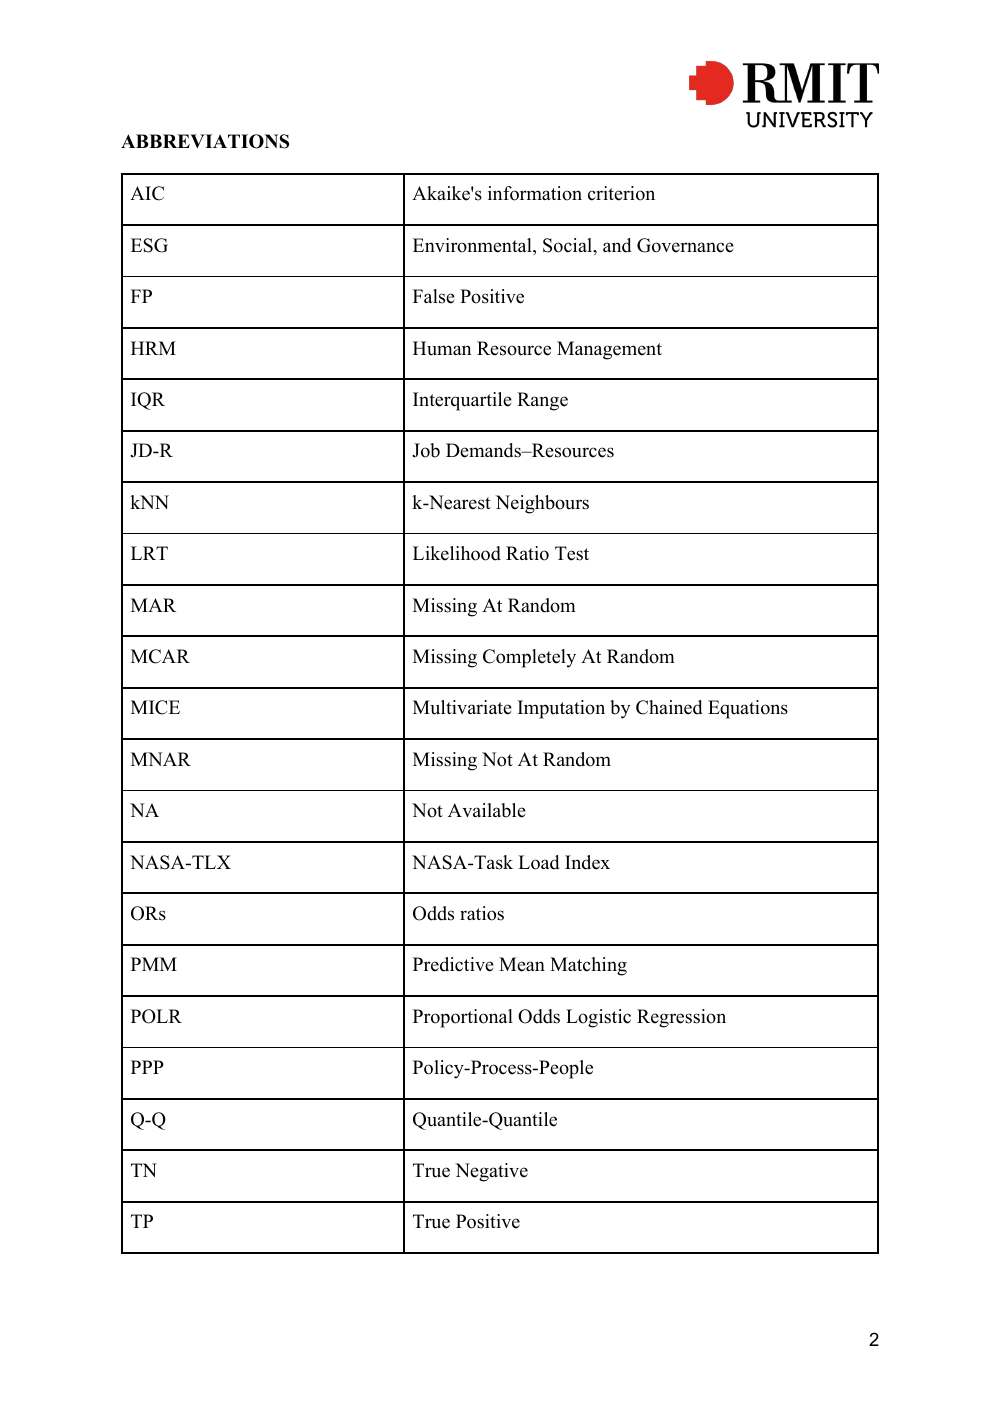 RMIT
UNIVERSITY
ABBREVIATIONS
AIC Akaike's information criterion
ESG Environmental, Social, and Governance
FP False Positive
HRM Human Resource Management
IQR Interquartile Range
JD-R Job Demands–Resources
kNN k-Nearest Neighbours
LRT Likelihood Ratio Test
MAR Missing At Random
MCAR Missing Completely At Random
MICE Multivariate Imputation by Chained Equations
MNAR Missing Not At Random
NA Not Available
NASA-TLX NASA-Task Load Index
ORs Odds ratios
PMM Predictive Mean Matching
POLR Proportional Odds Logistic Regression
PPP Policy-Process-People
Q-Q Quantile-Quantile
TN True Negative
TP True Positive
2